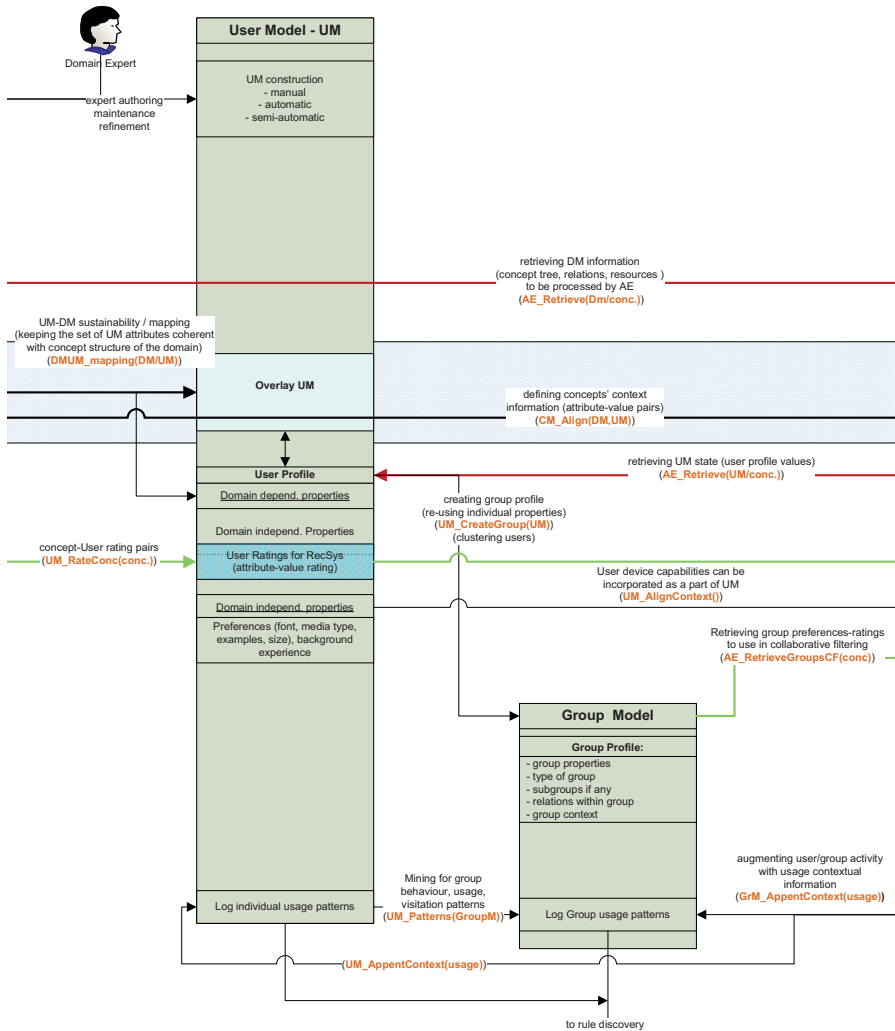 User Model - UM
Domain Expert
UM construction
- manual
- automatic
- semi-automatic
expert authoring
maintenance
refinement
retrieving DM information
(concept tree, relations, resources )
to be processed by AE
(AE_Retrieve(Dm/conc.))
UM-DM sustainability / mapping
(keeping the set of UM attributes coherent
with concept structure of the domain)
(DMUM_mapping(DM/UM))
Overlay UM
defining concepts' context
information (attribute-value pairs)
(CM_Align(DM,UM))
retrieving UM state (user profile values)
(AE_Retrieve(UM/conc.))
User Profile
Domain depend. properties
creating group profile
(re-using individual properties)
(UM_CreateGroup(UM))
(clustering users)
Domain independ. Properties
concept-User rating pairs
(UM_RateConc(conc.))
User Ratings for RecSys
(attribute-value rating)
User device capabilities can be
incorporated as a part of UM
(UM_AlignContext())
Domain independ. properties
Preferences (font, media type,
examples, size), background
experience
Retrieving group preferences-ratings
to use in collaborative filtering
(AE_RetrieveGroupsCF(conc))
Group Model
Group Profile:
- group properties
- type of group
- subgroups if any
- relations within group
- group context
augmenting user/group activity
with usage contextual
information
(GrM_AppentContext(usage))
Mining for group
behaviour, usage,
visitation patterns
(UM_Patterns(GroupM))
Log individual usage patterns
Log Group usage patterns
(UM_AppentContext(usage))
to rule discovery